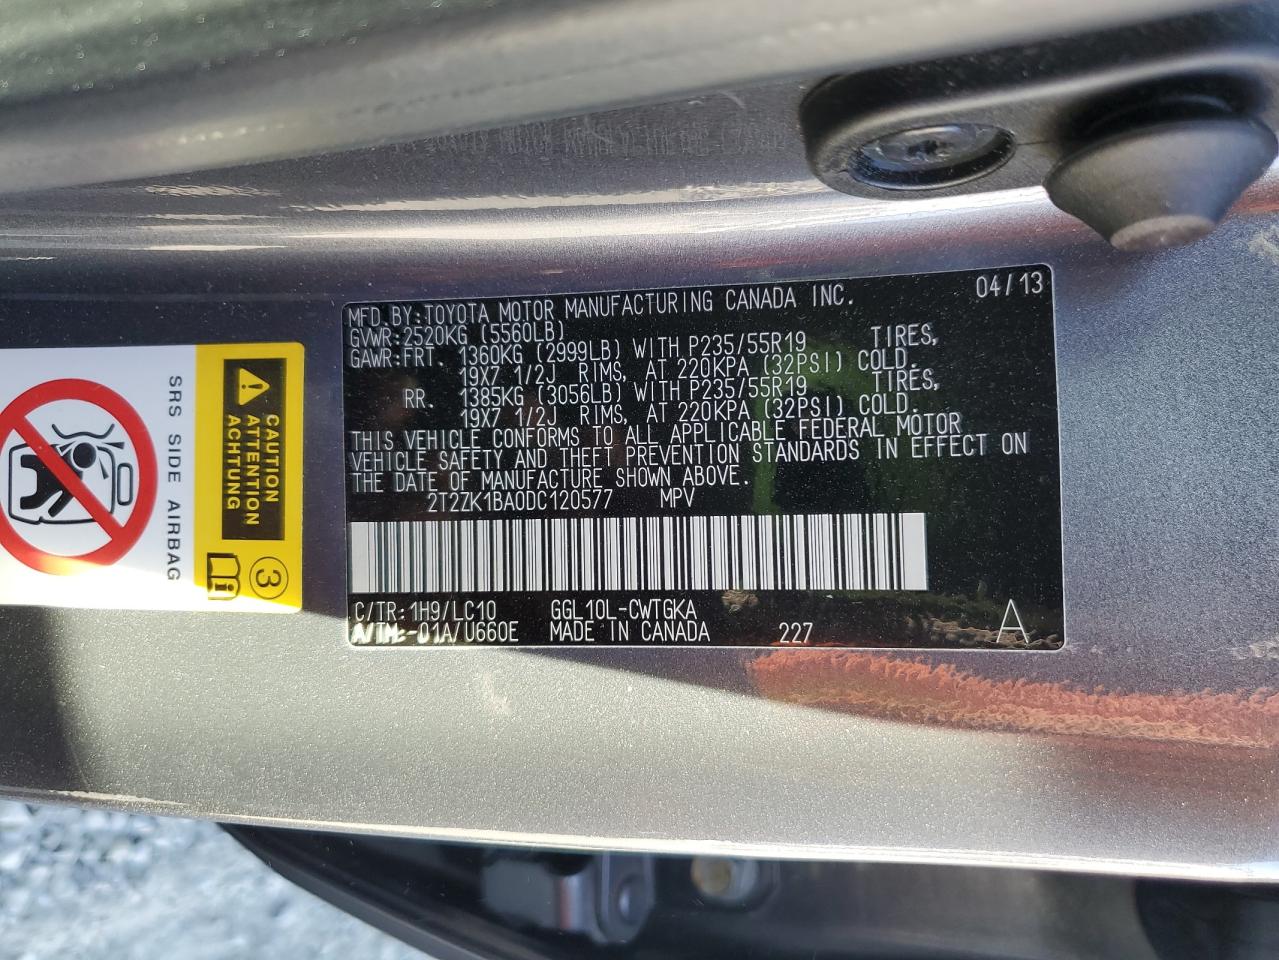 04/13
MFD.BY:TOYOTA MOTOR MANUFACTURING CANADA INC.
GVWR:2520KG (5560LB)
GAWR:FRT. 1360KG (2999LB) WITH P235/55R19 TIRES,
19X7 1/2J RIMS, AT 220KPA (32PSI) COLD.
RR. 1385KG (3056LB) WITH P235/55R19 TIRES,
19X7 1/2J RIMS, AT 220KPA (32PSI) COLD.
THIS VEHICLE CONFORMS TO ALL APPLICABLE FEDERAL MOTOR
VEHICLE SAFETY AND THEFT PREVENTION STANDARDS IN EFFECT ON
THE DATE OF MANUFACTURE SHOWN ABOVE.
2T2ZK1BA0DC120577 MPV
C/TR: 1H9/LC10 GGL10L-CWTGKA
A/TM: -01A/U660E MADE IN CANADA 227 A
CAUTION
ATTENTION
ACHTUNG
SRS SIDE AIRBAG
3